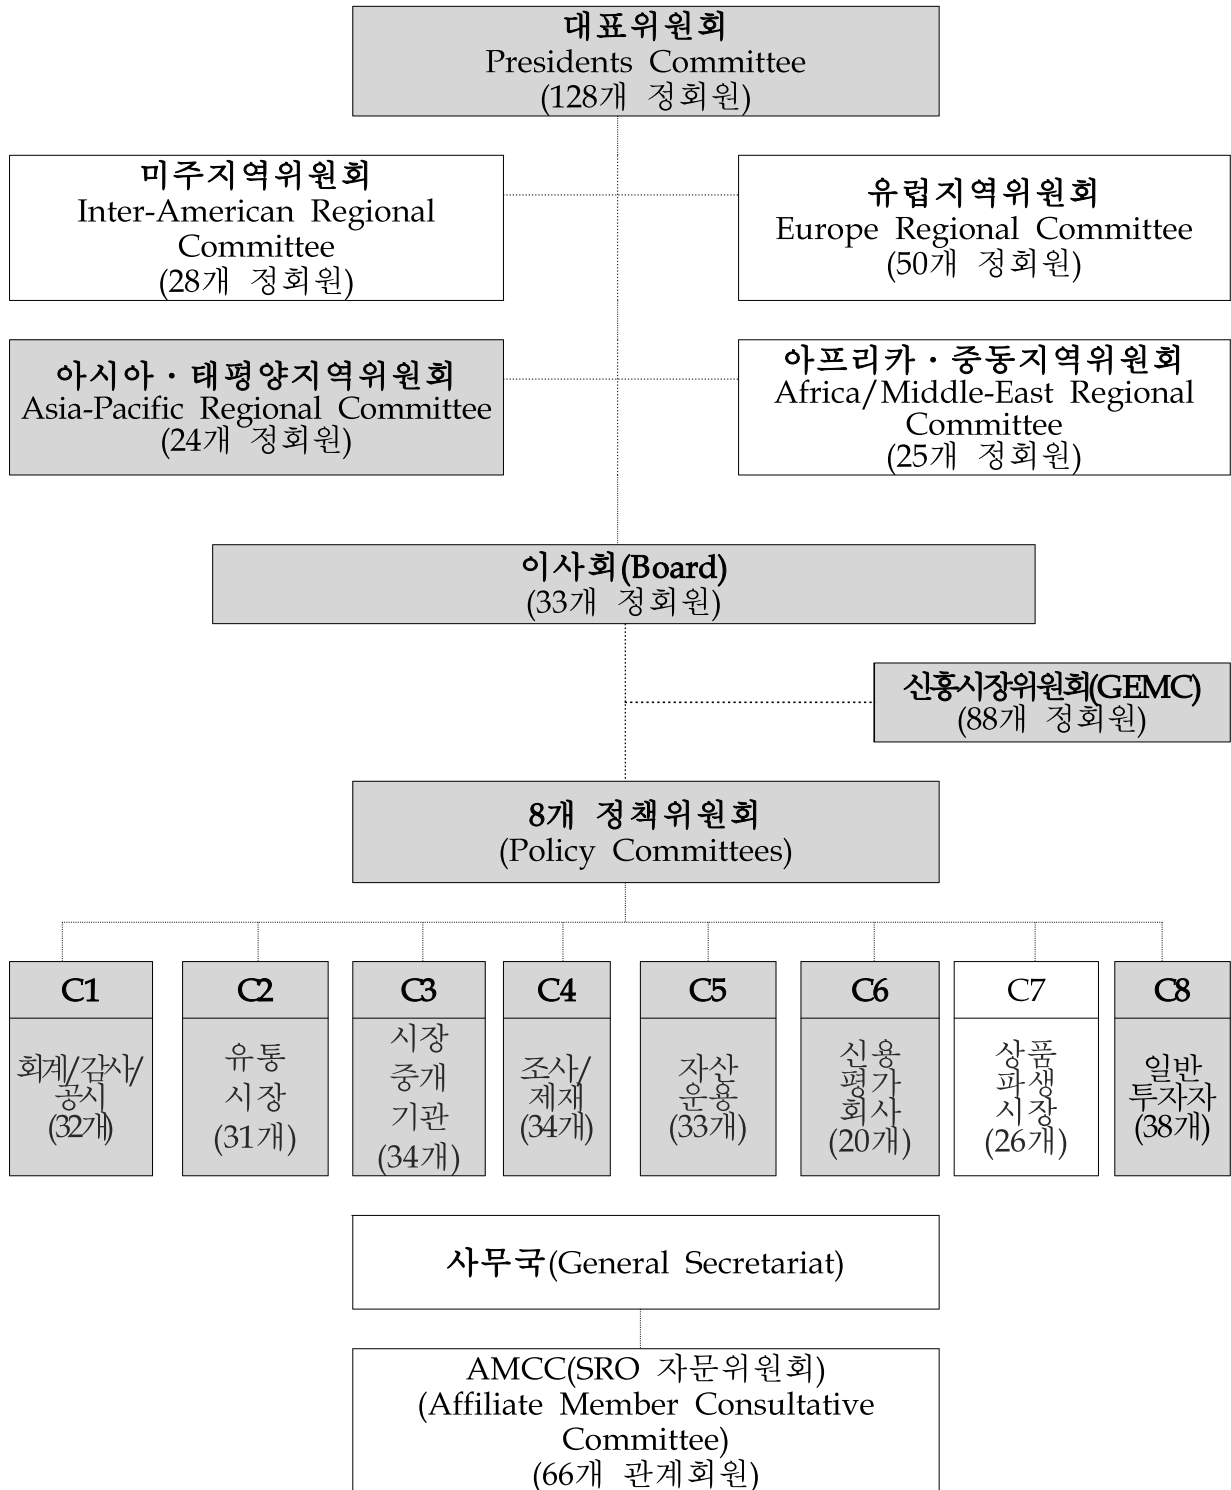 대표위원회
Presidents Committee
(128개 정회원)
미주지역위원회
Inter-American Regional
Committee
(28개 정회원)
유럽지역위원회
Europe Regional Committee
(50개 정회원)
아시아・태평양지역위원회
Asia-Pacific Regional Committee
(24개 정회원)
아프리카・중동지역위원회
Africa/Middle-East Regional
Committee
(25개 정회원)
이사회(Board)
(33개 정회원)
신흥시장위원회(GEMC)
(88개 정회원)
8개 정책위원회
(Policy Committees)
C1
회계/감사/
공시
(32개)
C2
유통
시장
(31개)
C3
시장
중개
기관
(34개)
C4
조사/
제재
(34개)
C5
자산
운용
(33개)
C6
신용
평가
회사
(20개)
C7
상품
파생
시장
(26개)
C8
일반
투자자
(38개)
사무국(General Secretariat)
AMCC(SRO 자문위원회)
(Affiliate Member Consultative
Committee)
(66개 관계회원)